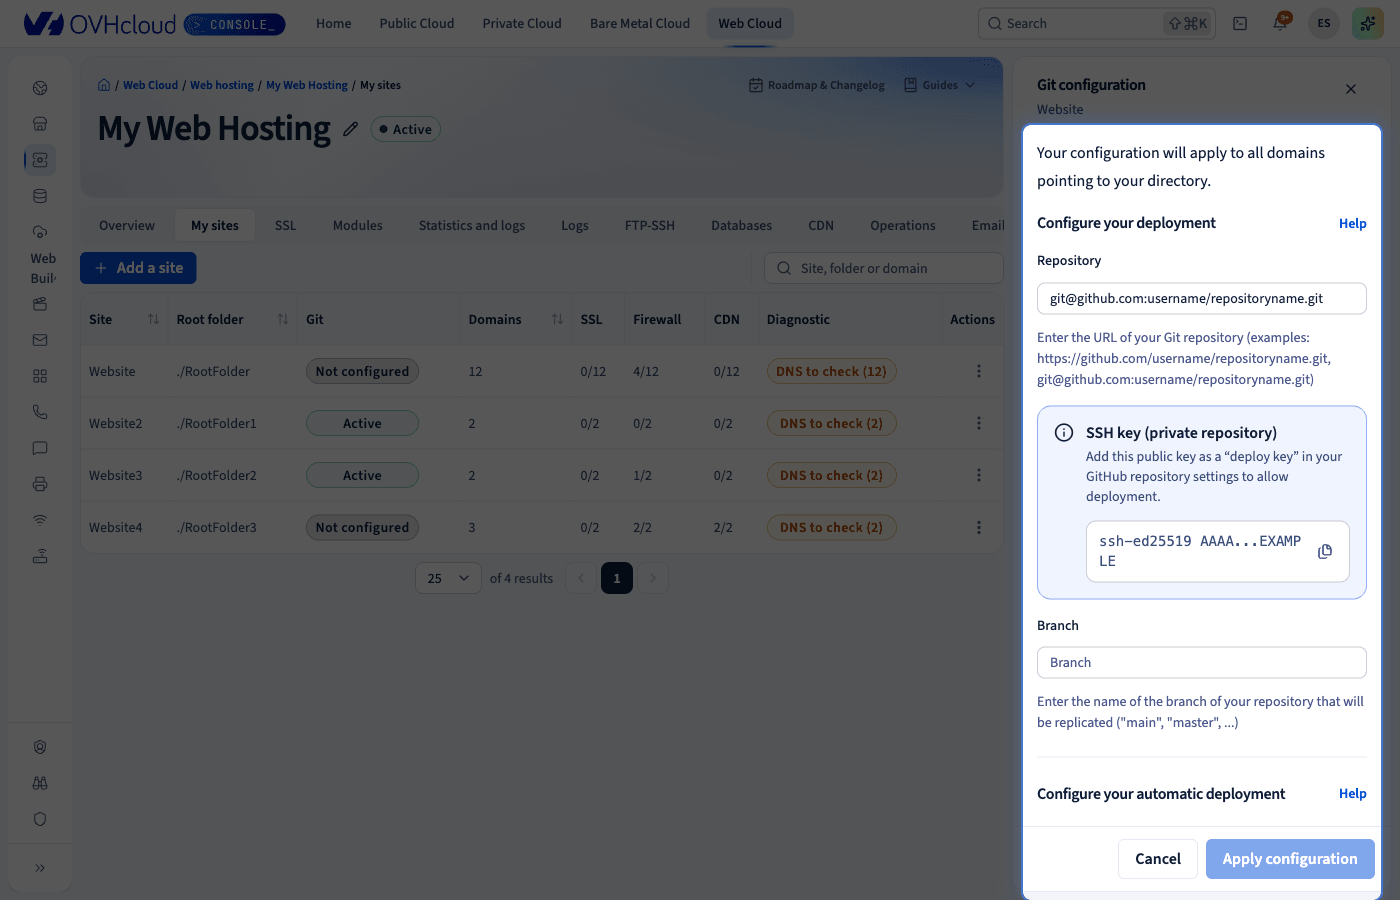 OVHcloud CONSOLE_ Home Public Cloud Private Cloud Bare Metal Cloud Web Cloud Search ⇧⌘K 9+ ES
/ Web Cloud / Web hosting / My Web Hosting / My sites Roadmap & Changelog Guides
My Web Hosting Active
Overview My sites SSL Modules Statistics and logs Logs FTP-SSH Databases CDN Operations Email
Web
Buil
+ Add a site Site, folder or domain
Site Root folder Git Domains SSL Firewall CDN Diagnostic Actions
Website ./RootFolder Not configured 12 0/12 4/12 0/12 DNS to check (12)
Website2 ./RootFolder1 Active 2 0/2 0/2 0/2 DNS to check (2)
Website3 ./RootFolder2 Active 2 0/2 1/2 0/2 DNS to check (2)
Website4 ./RootFolder3 Not configured 3 0/2 2/2 2/2 DNS to check (2)
25 of 4 results 1
Git configuration
Website
Your configuration will apply to all domains
pointing to your directory.
Configure your deployment Help
Repository
git@github.com:username/repositoryname.git
Enter the URL of your Git repository (examples:
https://github.com/username/repositoryname.git,
git@github.com:username/repositoryname.git)
SSH key (private repository)
Add this public key as a “deploy key” in your
GitHub repository settings to allow
deployment.
ssh-ed25519 AAAA...EXAMP
LE
Branch
Branch
Enter the name of the branch of your repository that will
be replicated ("main", "master", ...)
Configure your automatic deployment Help
Cancel Apply configuration